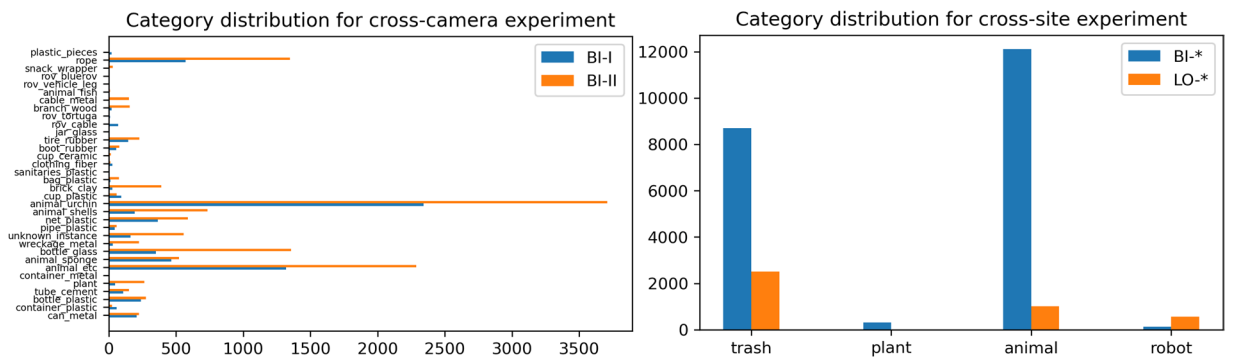 Category distribution for cross-camera experiment
plastic_pieces
rope
snack_wrapper
rov_bluerov
rov_vehicle_leg
animal_fish
cable_metal
branch_wood
rov_tortuga
rov_cable
jar_glass
tire_rubber
boot_rubber
cup_ceramic
clothing_fiber
sanitaries_plastic
bag_plastic
brick_clay
cup_plastic
animal_urchin
animal_shells
net_plastic
pipe_plastic
unknown_instance
wreckage_metal
bottle_glass
animal_sponge
animal_etc
container_metal
plant
tube_cement
bottle_plastic
container_plastic
can_metal
0 500 1000 1500 2000 2500 3000 3500
BI-I
BI-II
Category distribution for cross-site experiment
12000
10000
8000
6000
4000
2000
0
trash plant animal robot
BI-*
LO-*